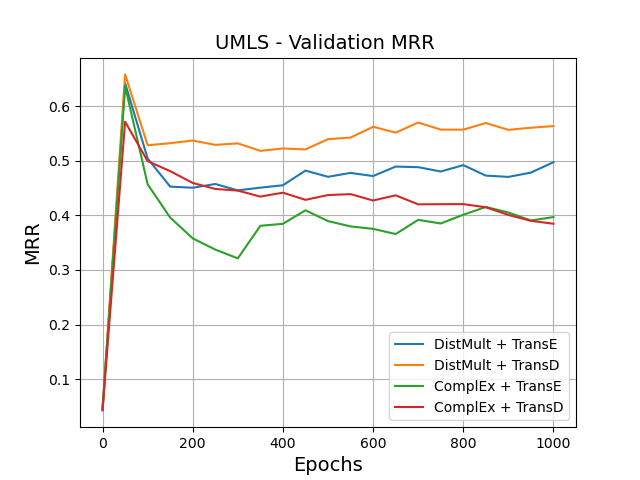 UMLS - Validation MRR
MRR
0.6
0.5
0.4
0.3
0.2
0.1
0 200 400 600 800 1000
Epochs
DistMult + TransE
DistMult + TransD
ComplEx + TransE
ComplEx + TransD